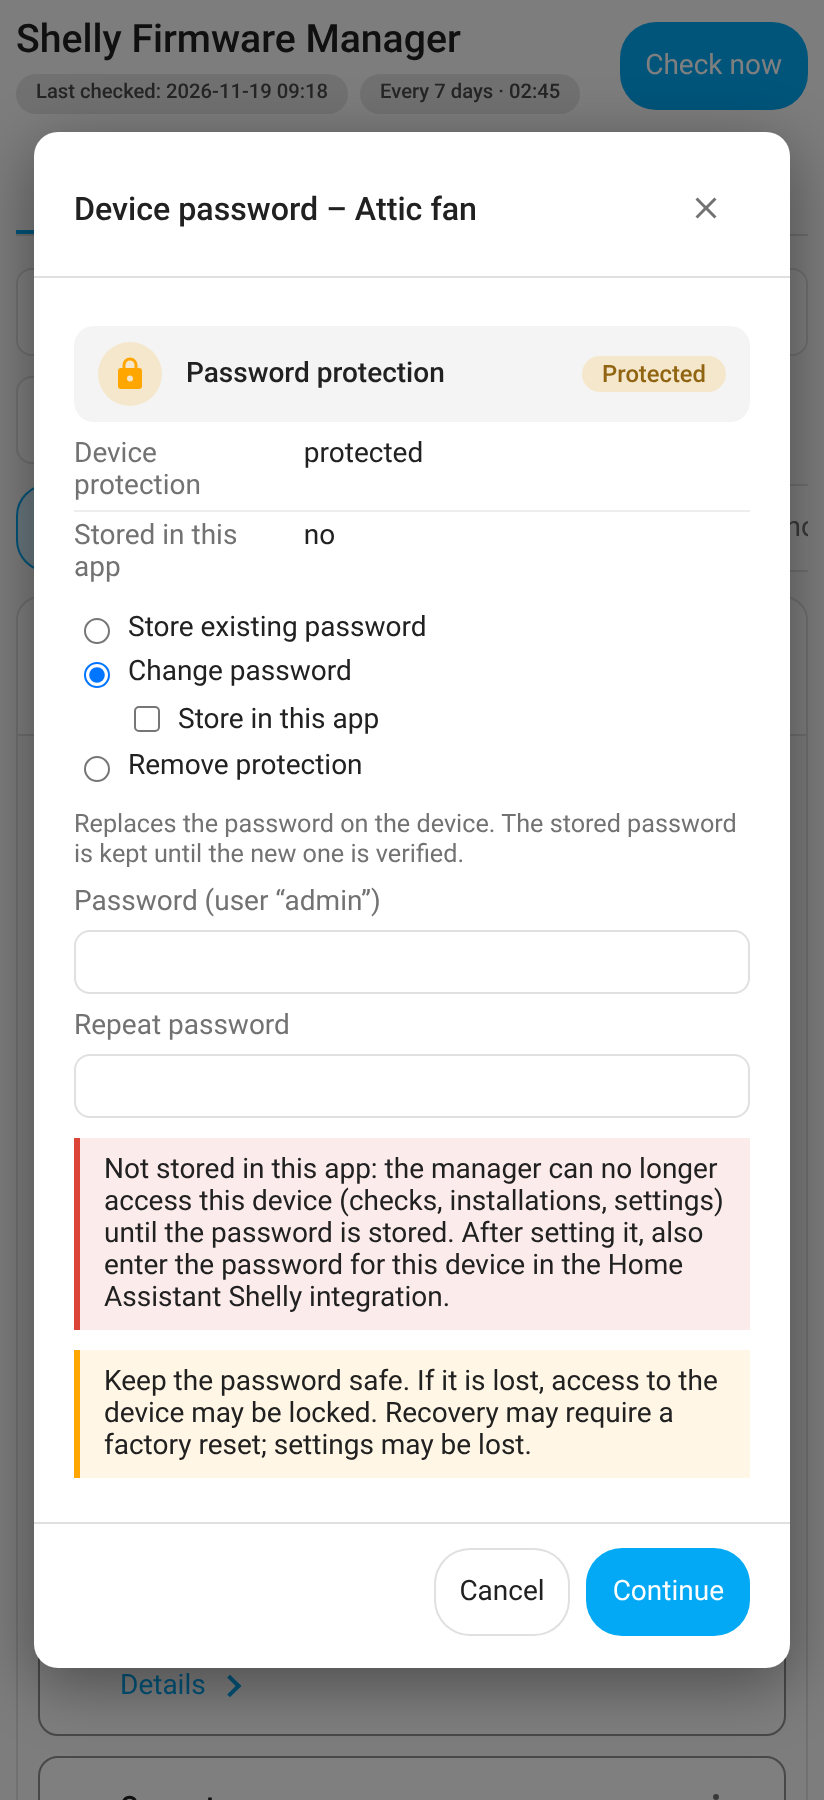 Shelly Firmware Manager
Last checked: 2026-11-19 09:18
Every 7 days · 02:45
Check now
Device password – Attic fan
Password protection
Protected
Device
protection
protected
Stored in this
app
no
Store existing password
Change password
Store in this app
Remove protection
Replaces the password on the device. The stored password
is kept until the new one is verified.
Password (user “admin”)
Repeat password
Not stored in this app: the manager can no longer
access this device (checks, installations, settings)
until the password is stored. After setting it, also
enter the password for this device in the Home
Assistant Shelly integration.
Keep the password safe. If it is lost, access to the
device may be locked. Recovery may require a
factory reset; settings may be lost.
Cancel
Continue
Details